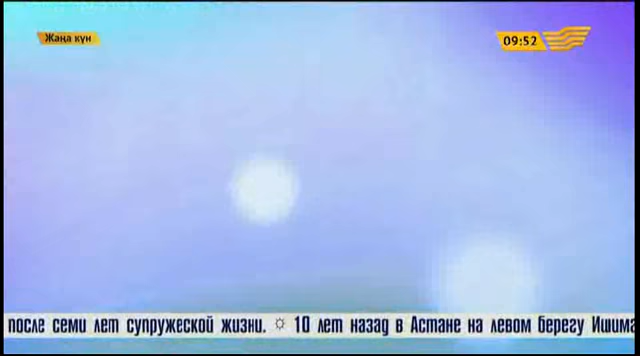 Жаңа күн
09:52
после семи лет супружеской жизни. ☼ 10 лет назад в Астане на левом берегу Ишима